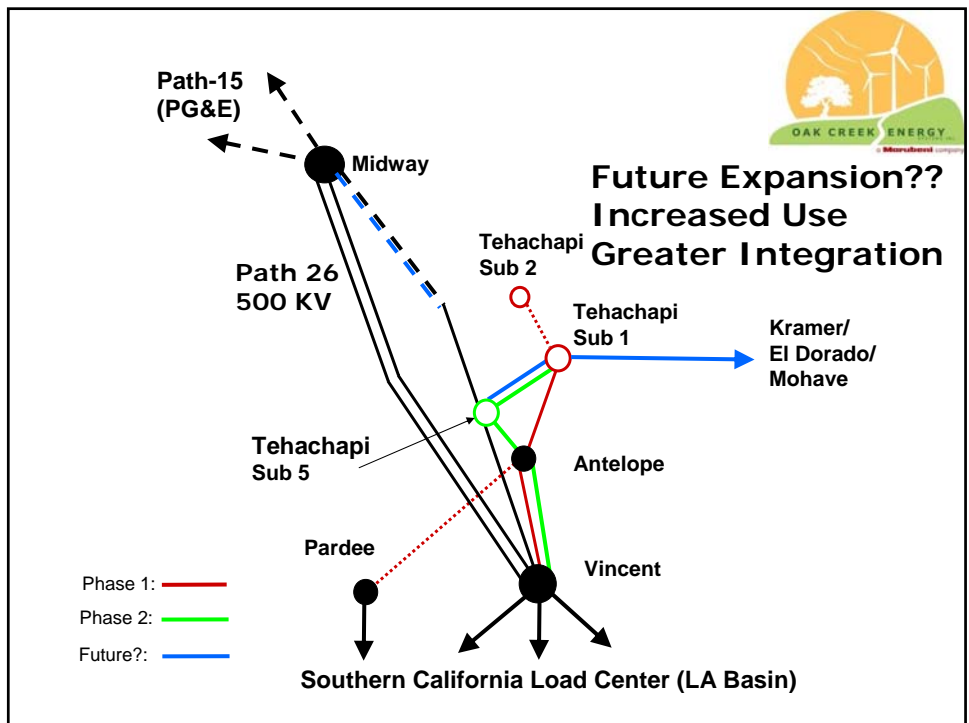 Path-15
(PG&E)
OAK CREEK ENERGY
a Marubeni company
Midway
Future Expansion??
Increased Use
Greater Integration
Tehachapi
Sub 2
Path 26
500 KV
Tehachapi
Sub 1
Kramer/
El Dorado/
Mohave
Tehachapi
Sub 5
Antelope
Pardee
Vincent
Phase 1:
Phase 2:
Future?:
Southern California Load Center (LA Basin)